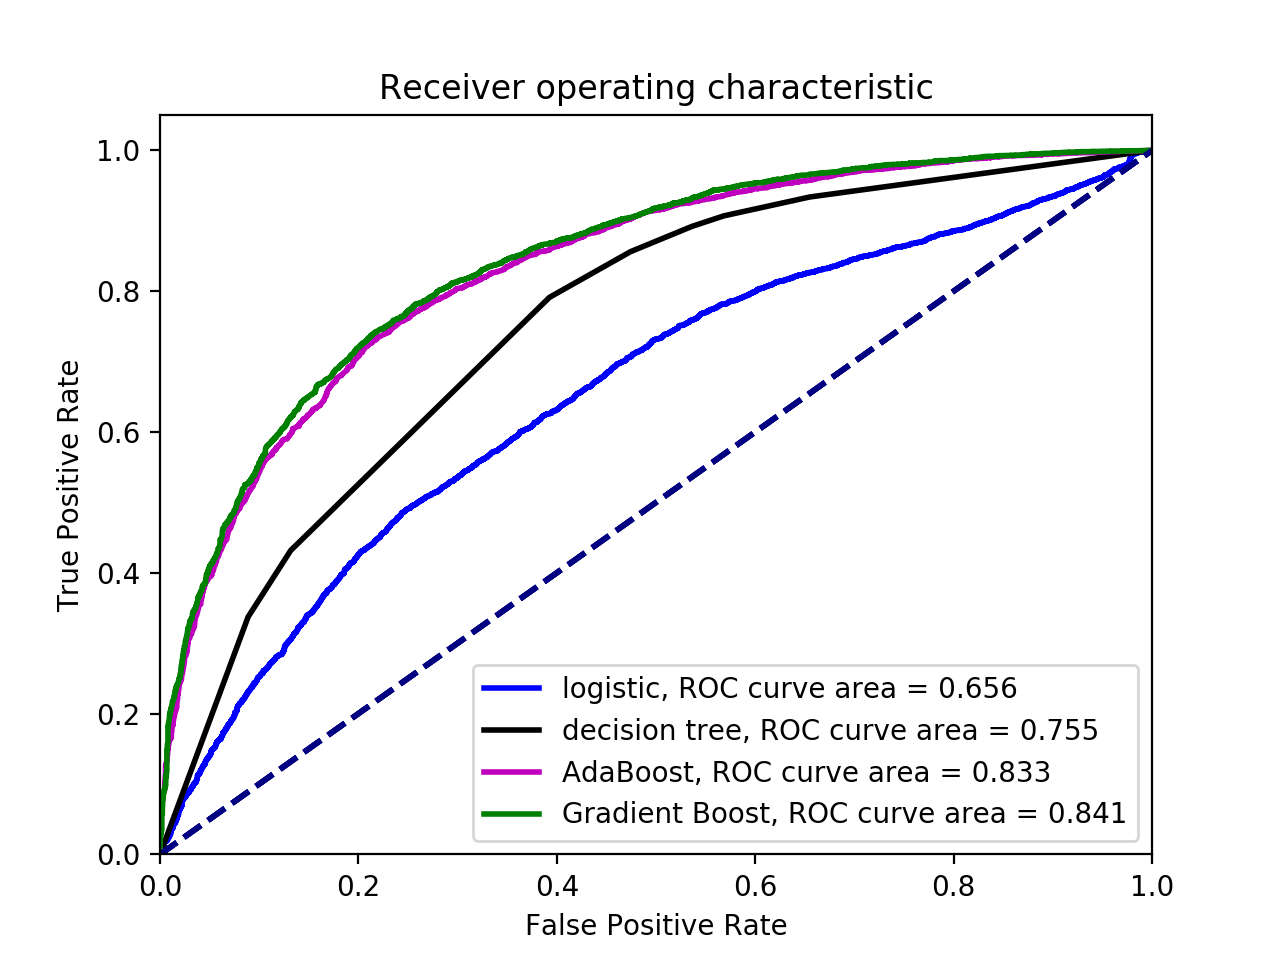 Receiver operating characteristic
True Positive Rate
1.0
0.8
0.6
0.4
0.2
0.0
logistic, ROC curve area = 0.656
decision tree, ROC curve area = 0.755
AdaBoost, ROC curve area = 0.833
Gradient Boost, ROC curve area = 0.841
0.0 0.2 0.4 0.6 0.8 1.0
False Positive Rate